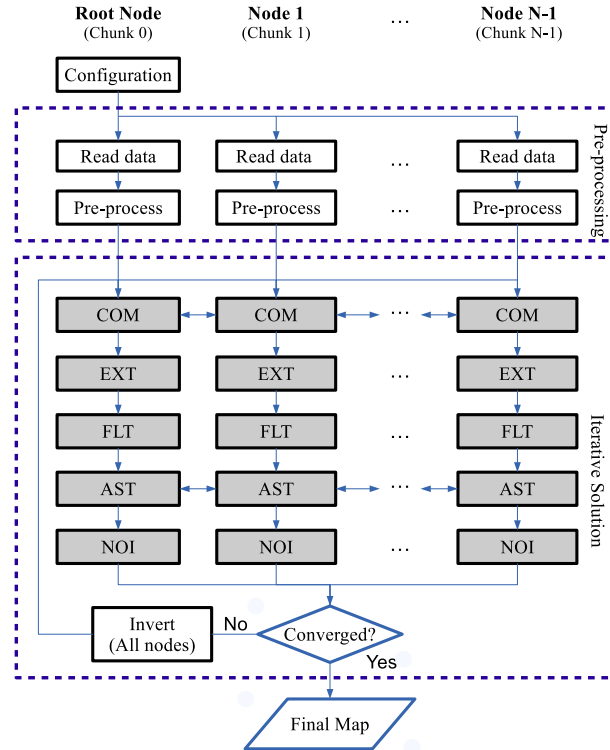 Root Node Node 1 … Node N-1
(Chunk 0) (Chunk 1) (Chunk N-1)
Configuration
Pre-processing
Read data Read data … Read data
Pre-process Pre-process … Pre-process
Iterative Solution
COM COM … COM
EXT EXT … EXT
FLT FLT … FLT
AST AST … AST
NOI NOI … NOI
Invert
(All nodes)
No
Converged?
Yes
Final Map